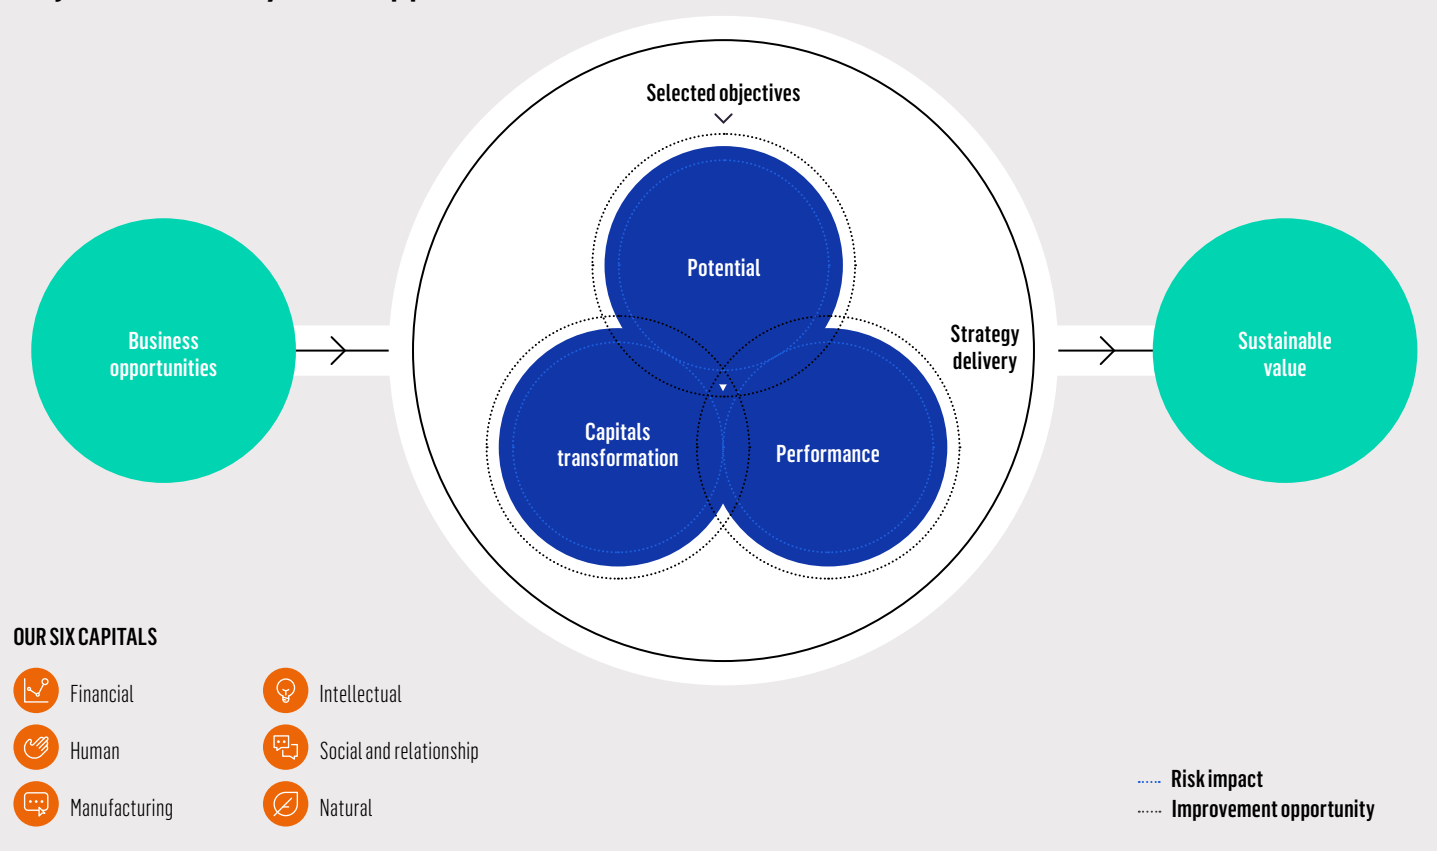 Selected objectives
Potential
Strategy
delivery
Business
opportunities
Sustainable
value
Capitals
transformation
Performance
OUR SIX CAPITALS
Financial
Intellectual
Human
Social and relationship
Manufacturing
Natural
Risk impact
Improvement opportunity